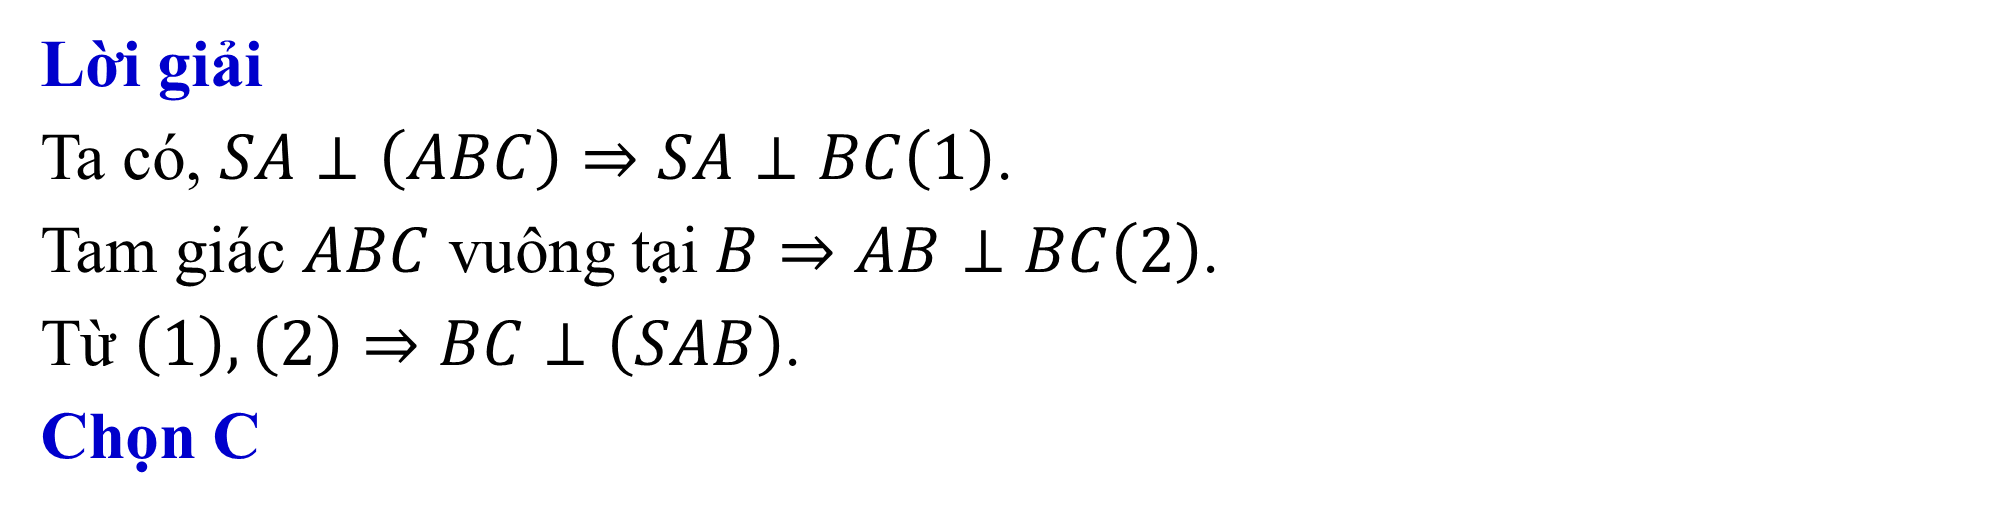 Lời giải
Ta có, SA ⊥ (ABC) ⇒ SA ⊥ BC(1).
Tam giác ABC vuông tại B ⇒ AB ⊥ BC(2).
Từ (1), (2) ⇒ BC ⊥ (SAB).
Chọn C